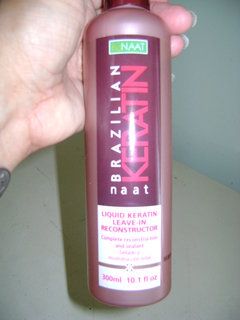 NAAT
BRAZILIAN
KERATIN
naat
LIQUID KERATIN
LEAVE IN
RECONSTRUCTOR
Complete reconstruction
and sealant
300ml 10.1 fl oz